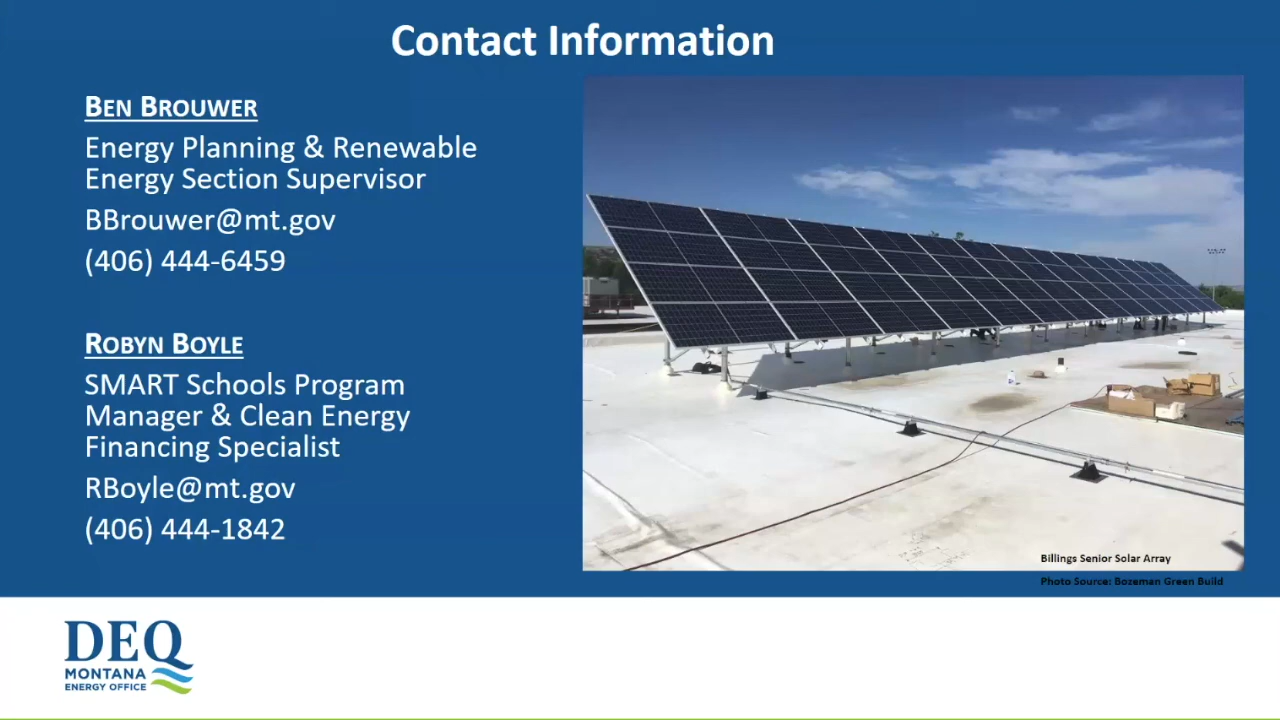 Contact Information
BEN BROUWER
Energy Planning & Renewable
Energy Section Supervisor
BBrouwer@mt.gov
(406) 444-6459
ROBYN BOYLE
SMART Schools Program
Manager & Clean Energy
Financing Specialist
RBoyle@mt.gov
(406) 444-1842
Billings Senior Solar Array
Photo Source: Bozeman Green Build
DEQ
MONTANA
ENERGY OFFICE